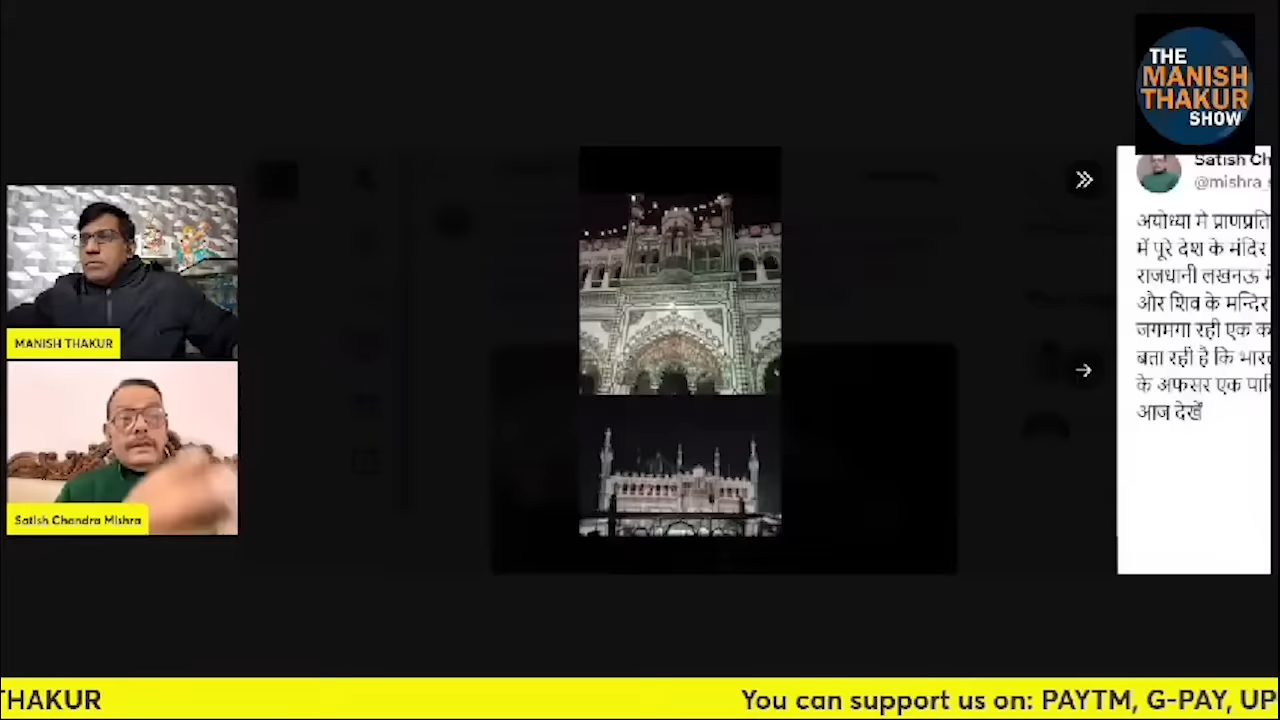 THE
MANISH
THAKUR
SHOW
Satish Ch
@mishra_
अयोध्या मे प्राणप्रति
में पूरे देश के मंदिर
राजधानी लखनऊ में
और शिव के मन्दिर
जगमगा रही एक क
बता रही है कि भार
के अफसर एक पा
आज देखें
MANISH THAKUR
Satish Chandra Mishra
THAKUR
You can support us on: PAYTM, G-PAY, UP